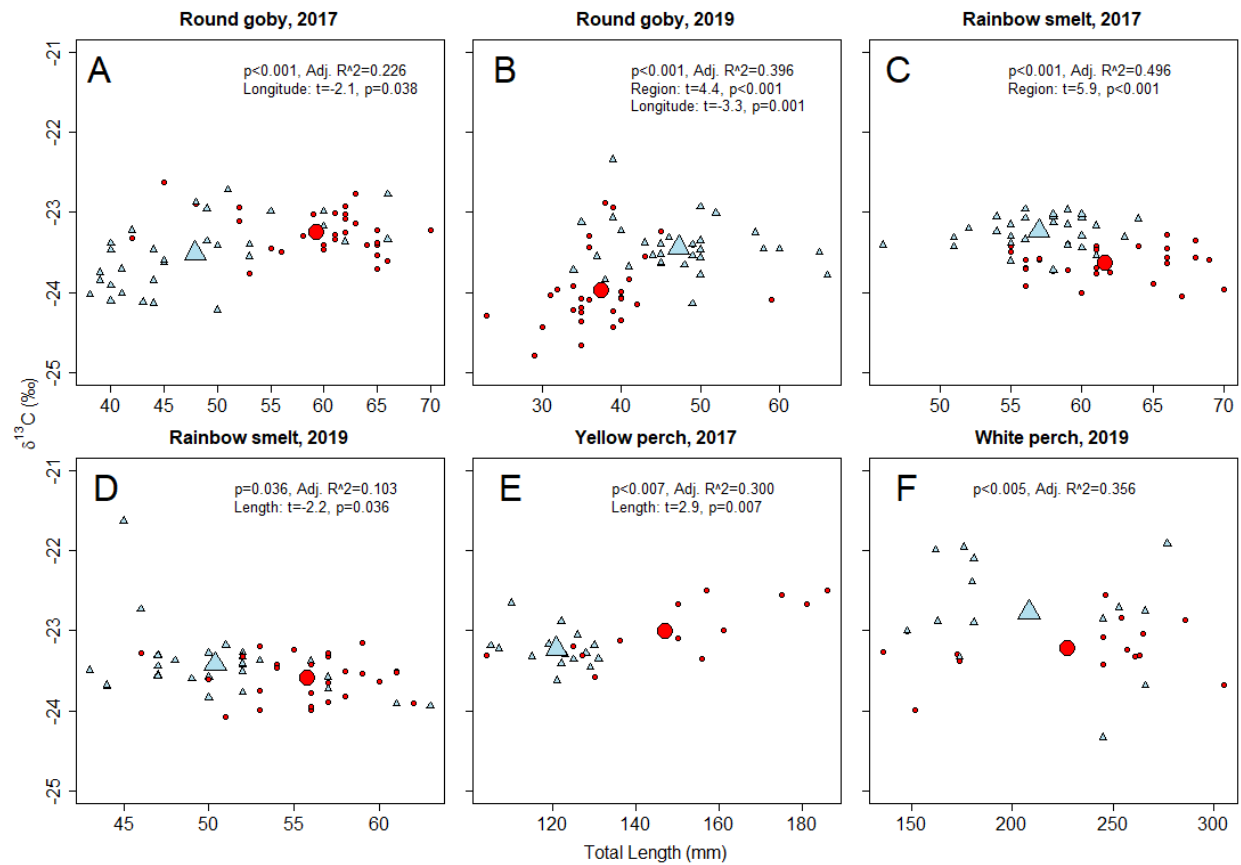 Round goby, 2017
Round goby, 2019
Rainbow smelt, 2017
A
p<0.001, Adj. R^2=0.226
Longitude: t=-2.1, p=0.038
B
p<0.001, Adj. R^2=0.396
Region: t=4.4, p<0.001
Longitude: t=-3.3, p=0.001
C
p<0.001, Adj. R^2=0.496
Region: t=5.9, p<0.001
-21
-22
-23
-24
-25
40 45 50 55 60 65 70
30 40 50 60
50 55 60 65 70
δ13C (‰)
Rainbow smelt, 2019
Yellow perch, 2017
White perch, 2019
D
p=0.036, Adj. R^2=0.103
Length: t=-2.2, p=0.036
E
p<0.007, Adj. R^2=0.300
Length: t=2.9, p=0.007
F
p<0.005, Adj. R^2=0.356
-21
-22
-23
-24
-25
45 50 55 60
120 140 160 180
150 200 250 300
Total Length (mm)